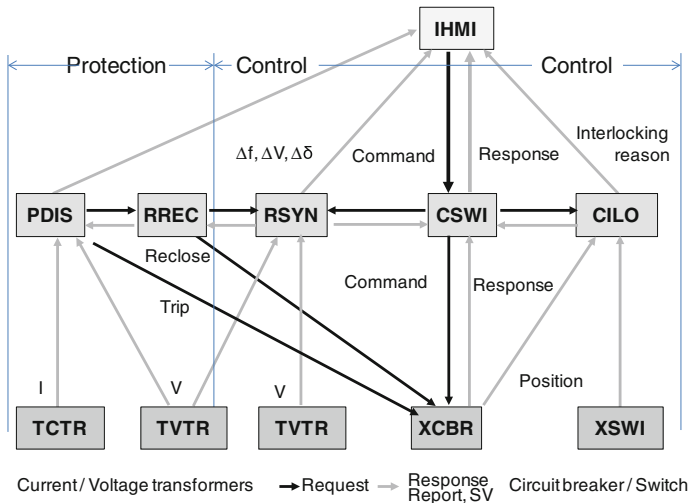 IHMI
Protection
Control
Control
Δf, ΔV, Δδ
Command
Response
Interlocking
reason
PDIS
RREC
RSYN
CSWI
CILO
Reclose
Trip
Command
Response
I
V
V
Position
TCTR
TVTR
TVTR
XCBR
XSWI
Current / Voltage transformers
Request
Response
Report, SV
Circuit breaker / Switch